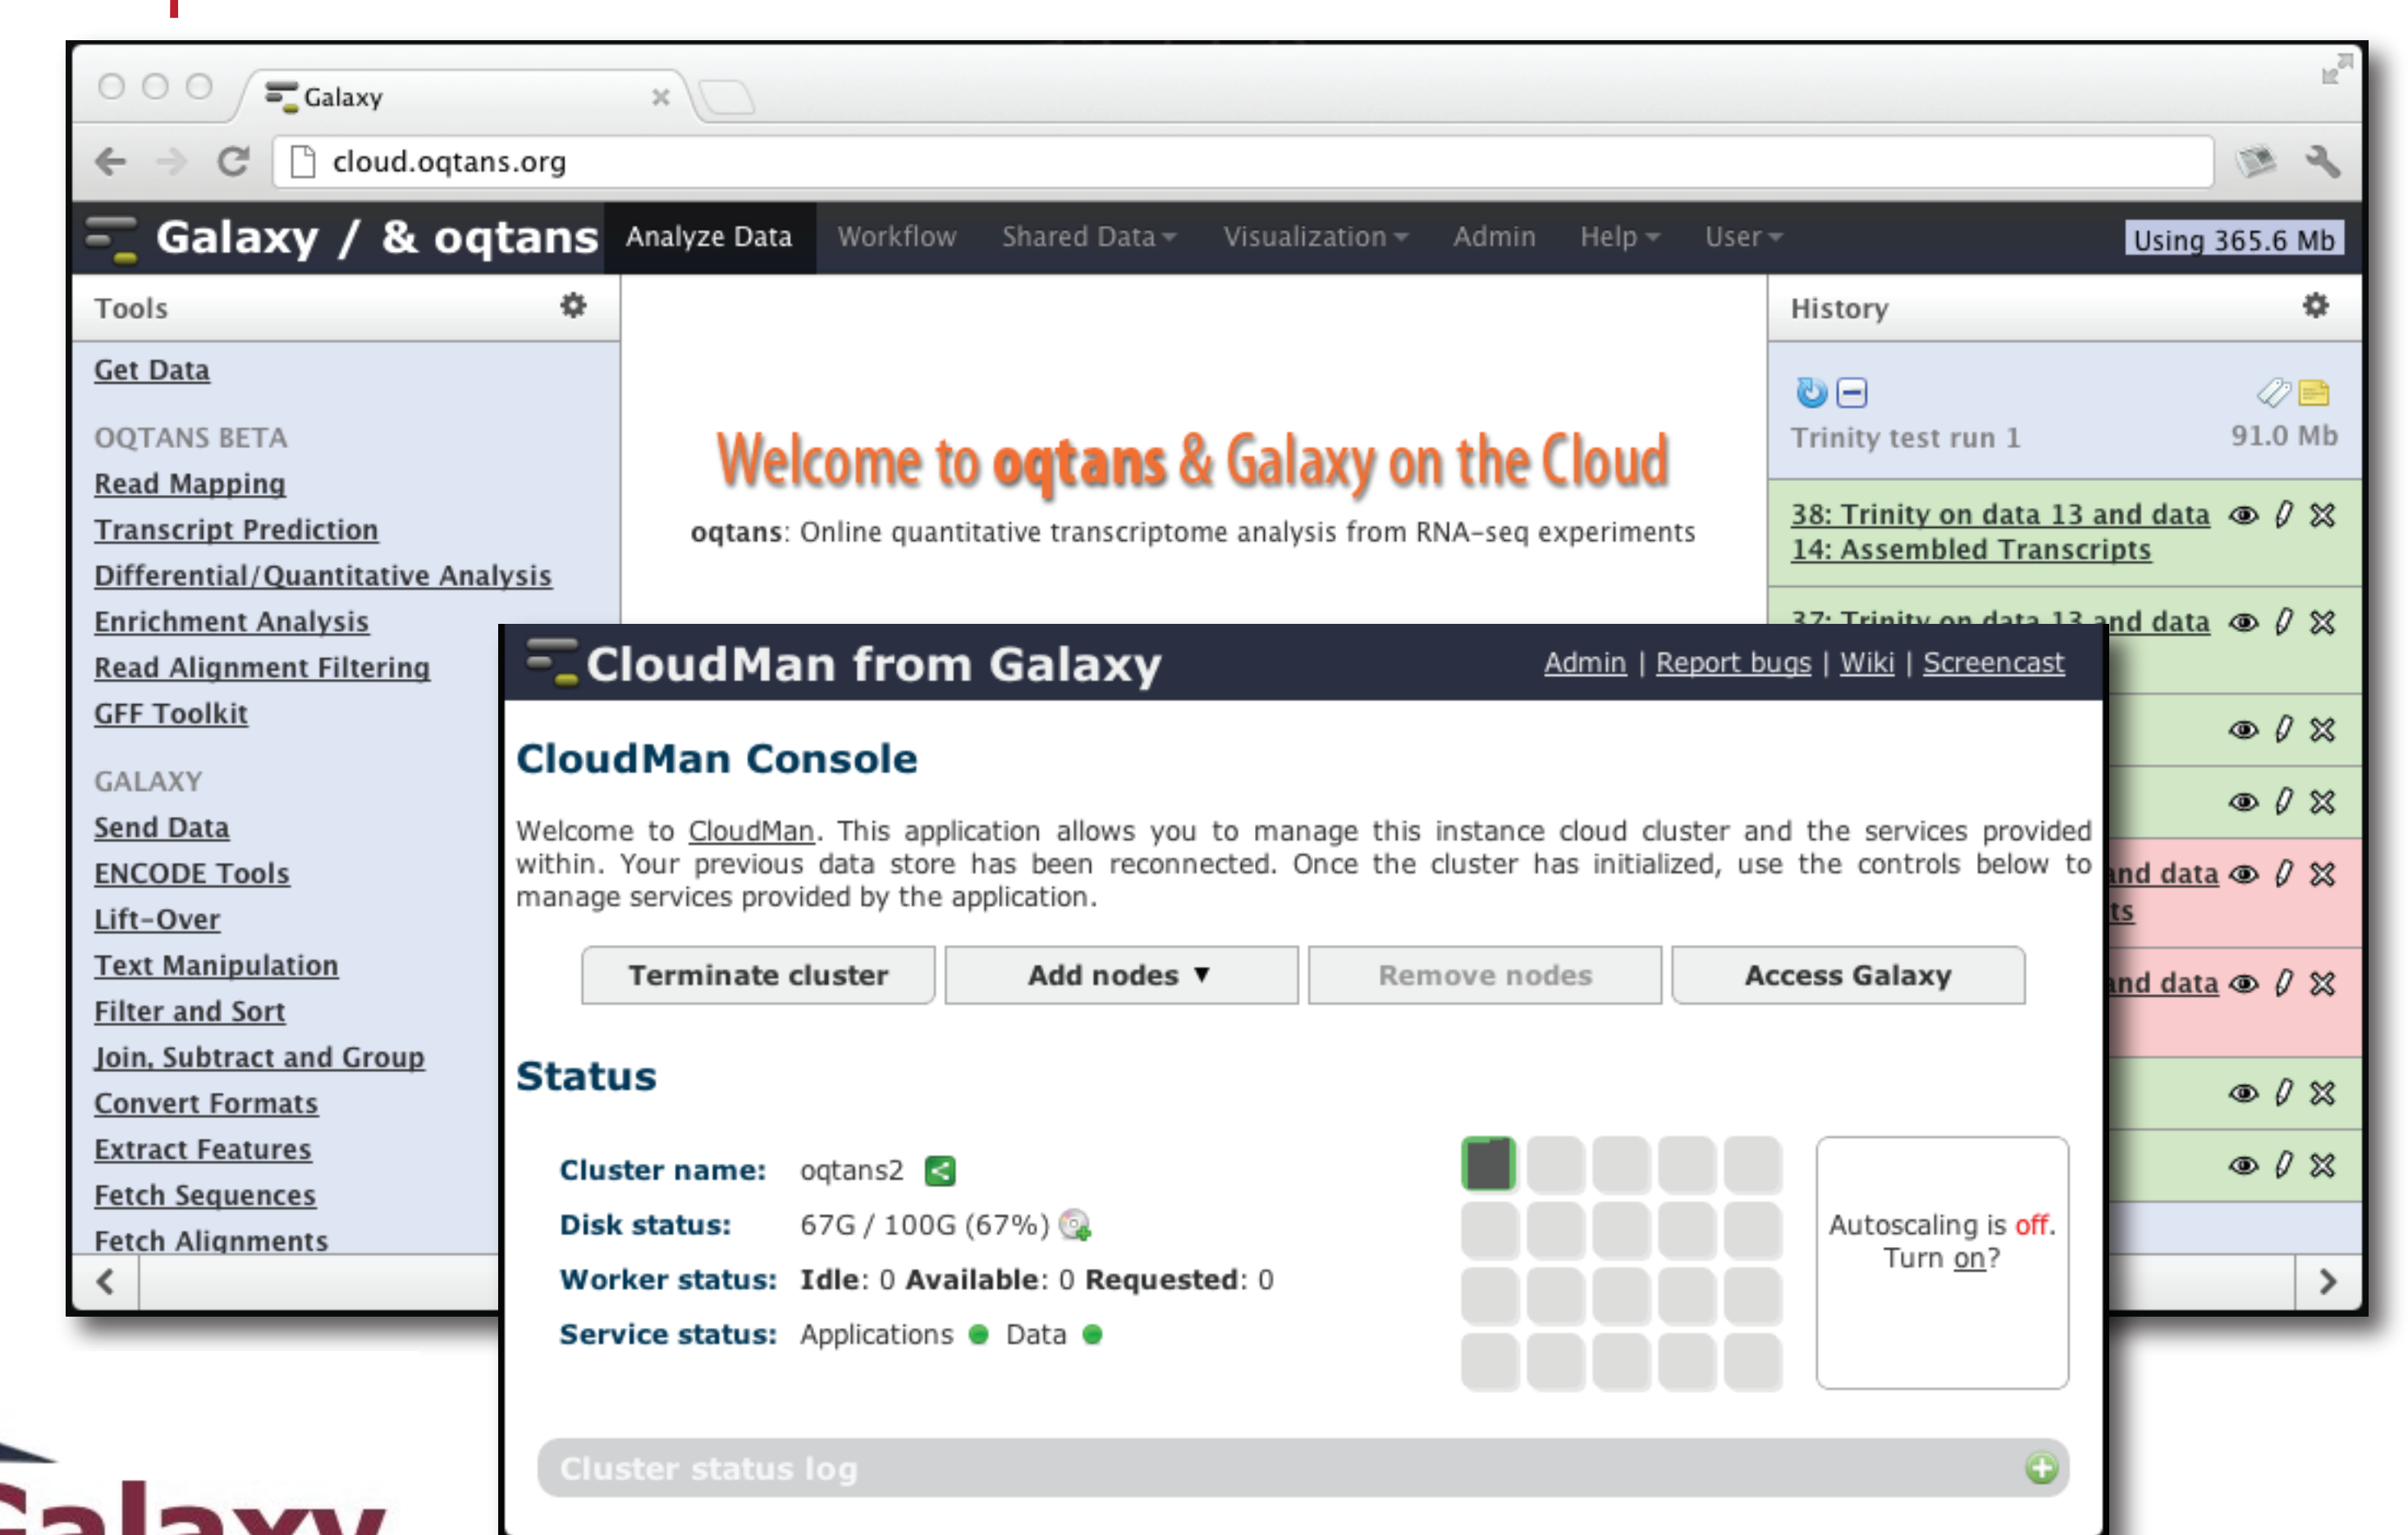 Galaxy
cloud.oqtans.org
Galaxy / & oqtans
Analyze Data
Workflow
Shared Data
Visualization
Admin
Help
User
Using 365.6 Mb
Tools
Get Data
OQTANS BETA
Read Mapping
Transcript Prediction
Differential/Quantitative Analysis
Enrichment Analysis
Read Alignment Filtering
GFF Toolkit
GALAXY
Send Data
ENCODE Tools
Lift-Over
Text Manipulation
Filter and Sort
Join, Subtract and Group
Convert Formats
Extract Features
Fetch Sequences
Fetch Alignments
Welcome to oqtans & Galaxy on the Cloud
oqtans: Online quantitative transcriptome analysis from RNA-seq experiments
History
Trinity test run 1
91.0 Mb
38: Trinity on data 13 and data
14: Assembled Transcripts
37: Trinity on data 13 and data
and data
ts
and data
CloudMan from Galaxy
Admin | Report bugs | Wiki | Screencast
CloudMan Console
Welcome to CloudMan. This application allows you to manage this instance cloud cluster and the services provided
within. Your previous data store has been reconnected. Once the cluster has initialized, use the controls below to
manage services provided by the application.
Terminate cluster
Add nodes ▼
Remove nodes
Access Galaxy
Status
Cluster name: oqtans2
Disk status: 67G / 100G (67%)
Worker status: Idle: 0 Available: 0 Requested: 0
Service status: Applications Data
Autoscaling is off.
Turn on?
Cluster status log
Galaxy